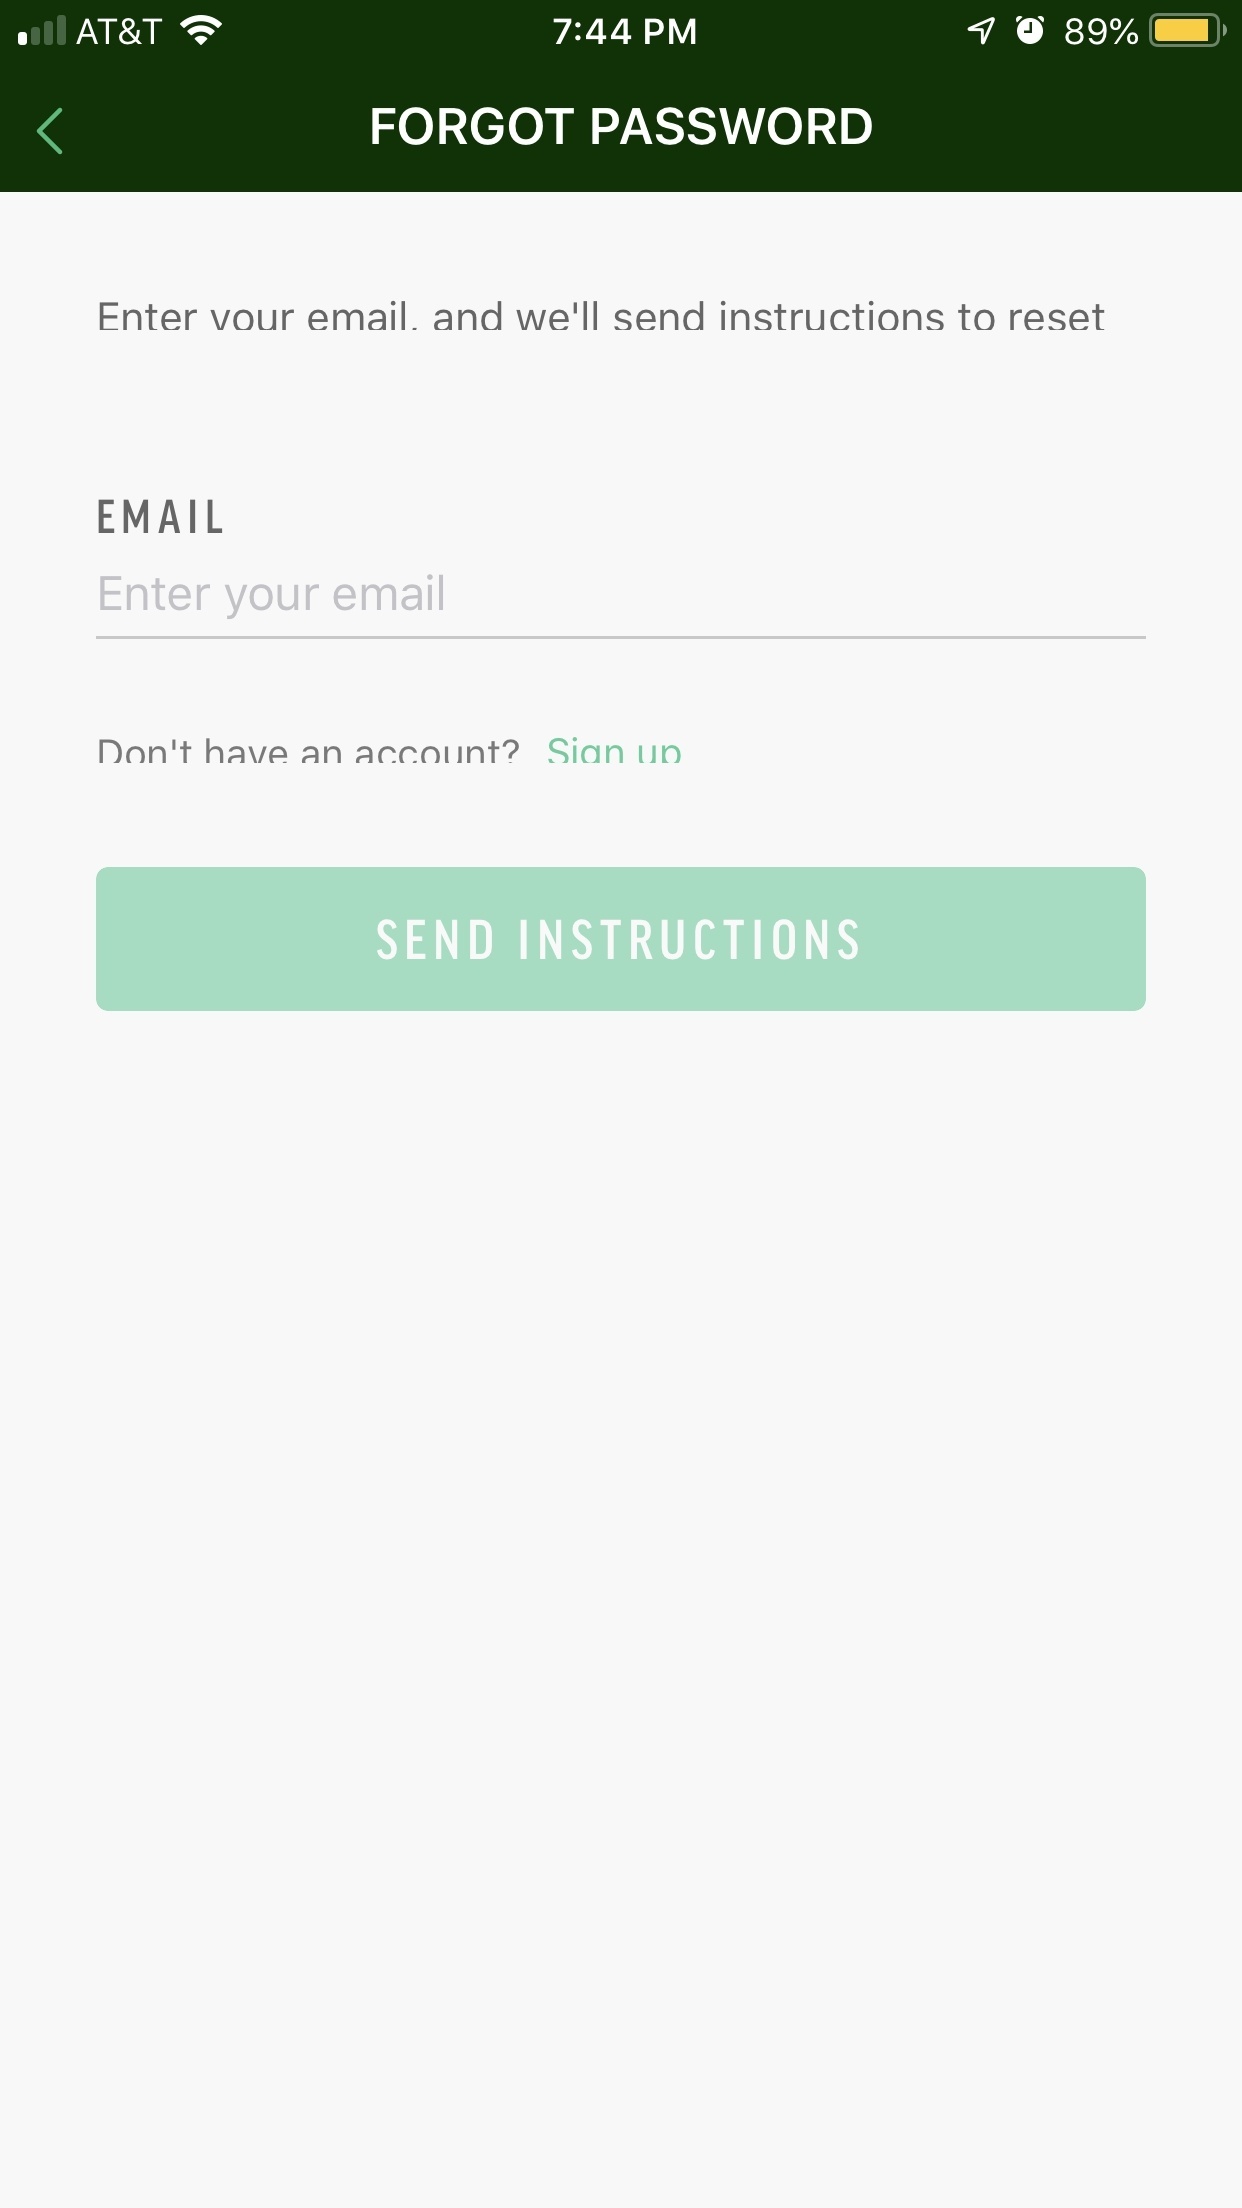 AT&T 7:44 PM 89%
FORGOT PASSWORD
Enter your email, and we'll send instructions to reset
EMAIL
Enter your email
Don't have an account? Sign up
SEND INSTRUCTIONS